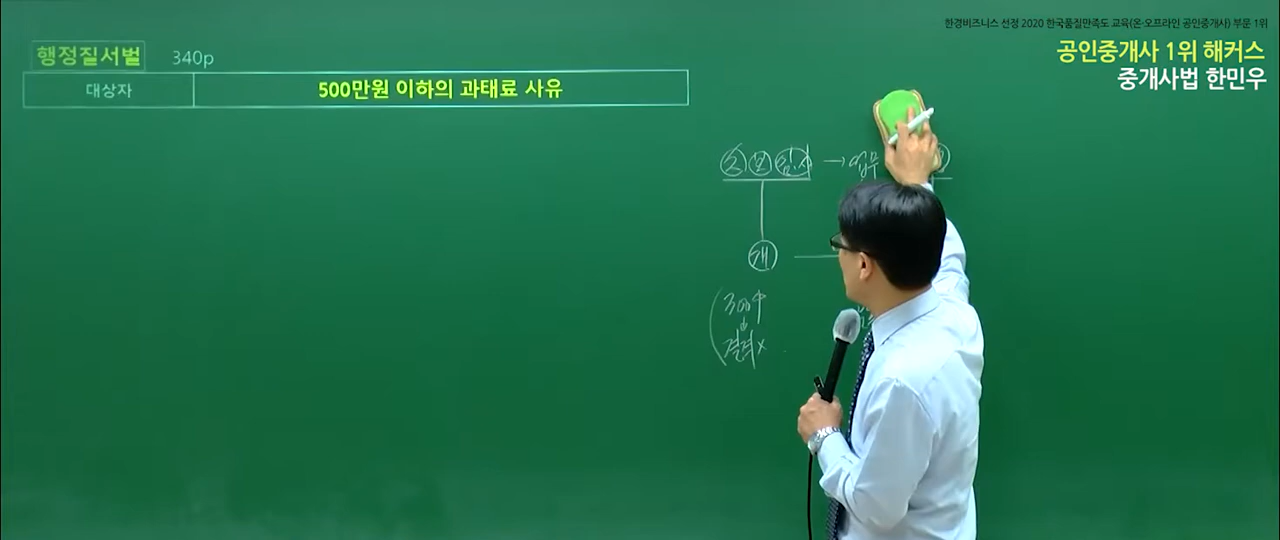 한경비즈니스 선정 2020 한국품질만족도 교육(온·오프라인 공인중개사) 부문 1위
공인중개사 1위 해커스
중개사법 한민우
행정질서벌 340p
대상자 500만원 이하의 과태료 사유
→ 업무
300
결격 x